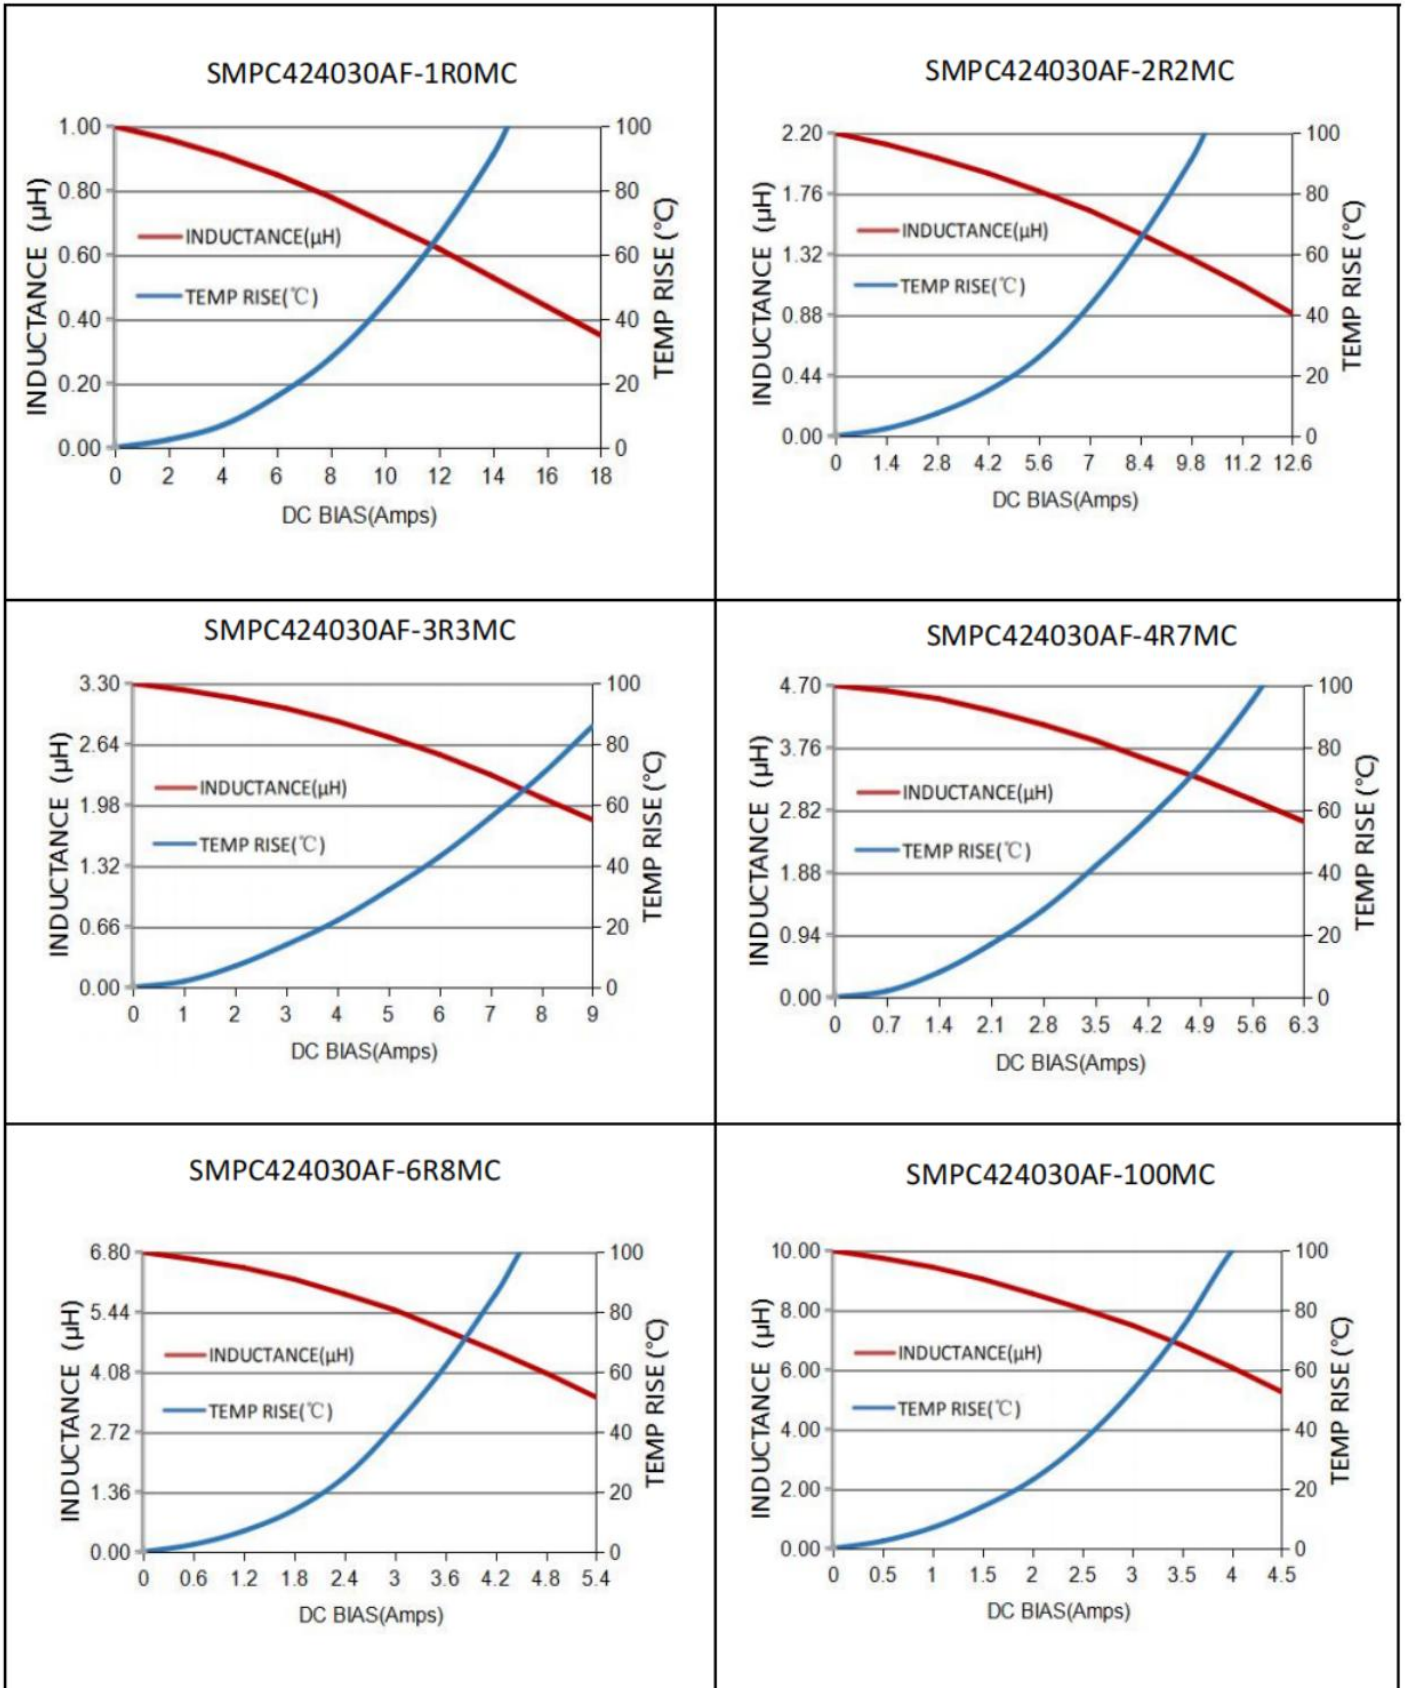 SMPC424030AF-1R0MC
INDUCTANCE (μH)
1.00
0.80
0.60
0.40
0.20
0.00
INDUCTANCE(μH)
TEMP RISE(℃)
100
80
60
40
20
0
TEMP RISE (℃)
0 2 4 6 8 10 12 14 16 18
DC BIAS(Amps)
SMPC424030AF-2R2MC
INDUCTANCE (μH)
2.20
1.76
1.32
0.88
0.44
0.00
INDUCTANCE(μH)
TEMP RISE(℃)
100
80
60
40
20
0
TEMP RISE (℃)
0 1.4 2.8 4.2 5.6 7 8.4 9.8 11.2 12.6
DC BIAS(Amps)
SMPC424030AF-3R3MC
INDUCTANCE (μH)
3.30
2.64
1.98
1.32
0.66
0.00
INDUCTANCE(μH)
TEMP RISE(℃)
100
80
60
40
20
0
TEMP RISE (℃)
0 1 2 3 4 5 6 7 8 9
DC BIAS(Amps)
SMPC424030AF-4R7MC
INDUCTANCE (μH)
4.70
3.76
2.82
1.88
0.94
0.00
INDUCTANCE(μH)
TEMP RISE(℃)
100
80
60
40
20
0
TEMP RISE (℃)
0 0.7 1.4 2.1 2.8 3.5 4.2 4.9 5.6 6.3
DC BIAS(Amps)
SMPC424030AF-6R8MC
INDUCTANCE (μH)
6.80
5.44
4.08
2.72
1.36
0.00
INDUCTANCE(μH)
TEMP RISE(℃)
100
80
60
40
20
0
TEMP RISE (℃)
0 0.6 1.2 1.8 2.4 3 3.6 4.2 4.8 5.4
DC BIAS(Amps)
SMPC424030AF-100MC
INDUCTANCE (μH)
10.00
8.00
6.00
4.00
2.00
0.00
INDUCTANCE(μH)
TEMP RISE(℃)
100
80
60
40
20
0
TEMP RISE (℃)
0 0.5 1 1.5 2 2.5 3 3.5 4 4.5
DC BIAS(Amps)